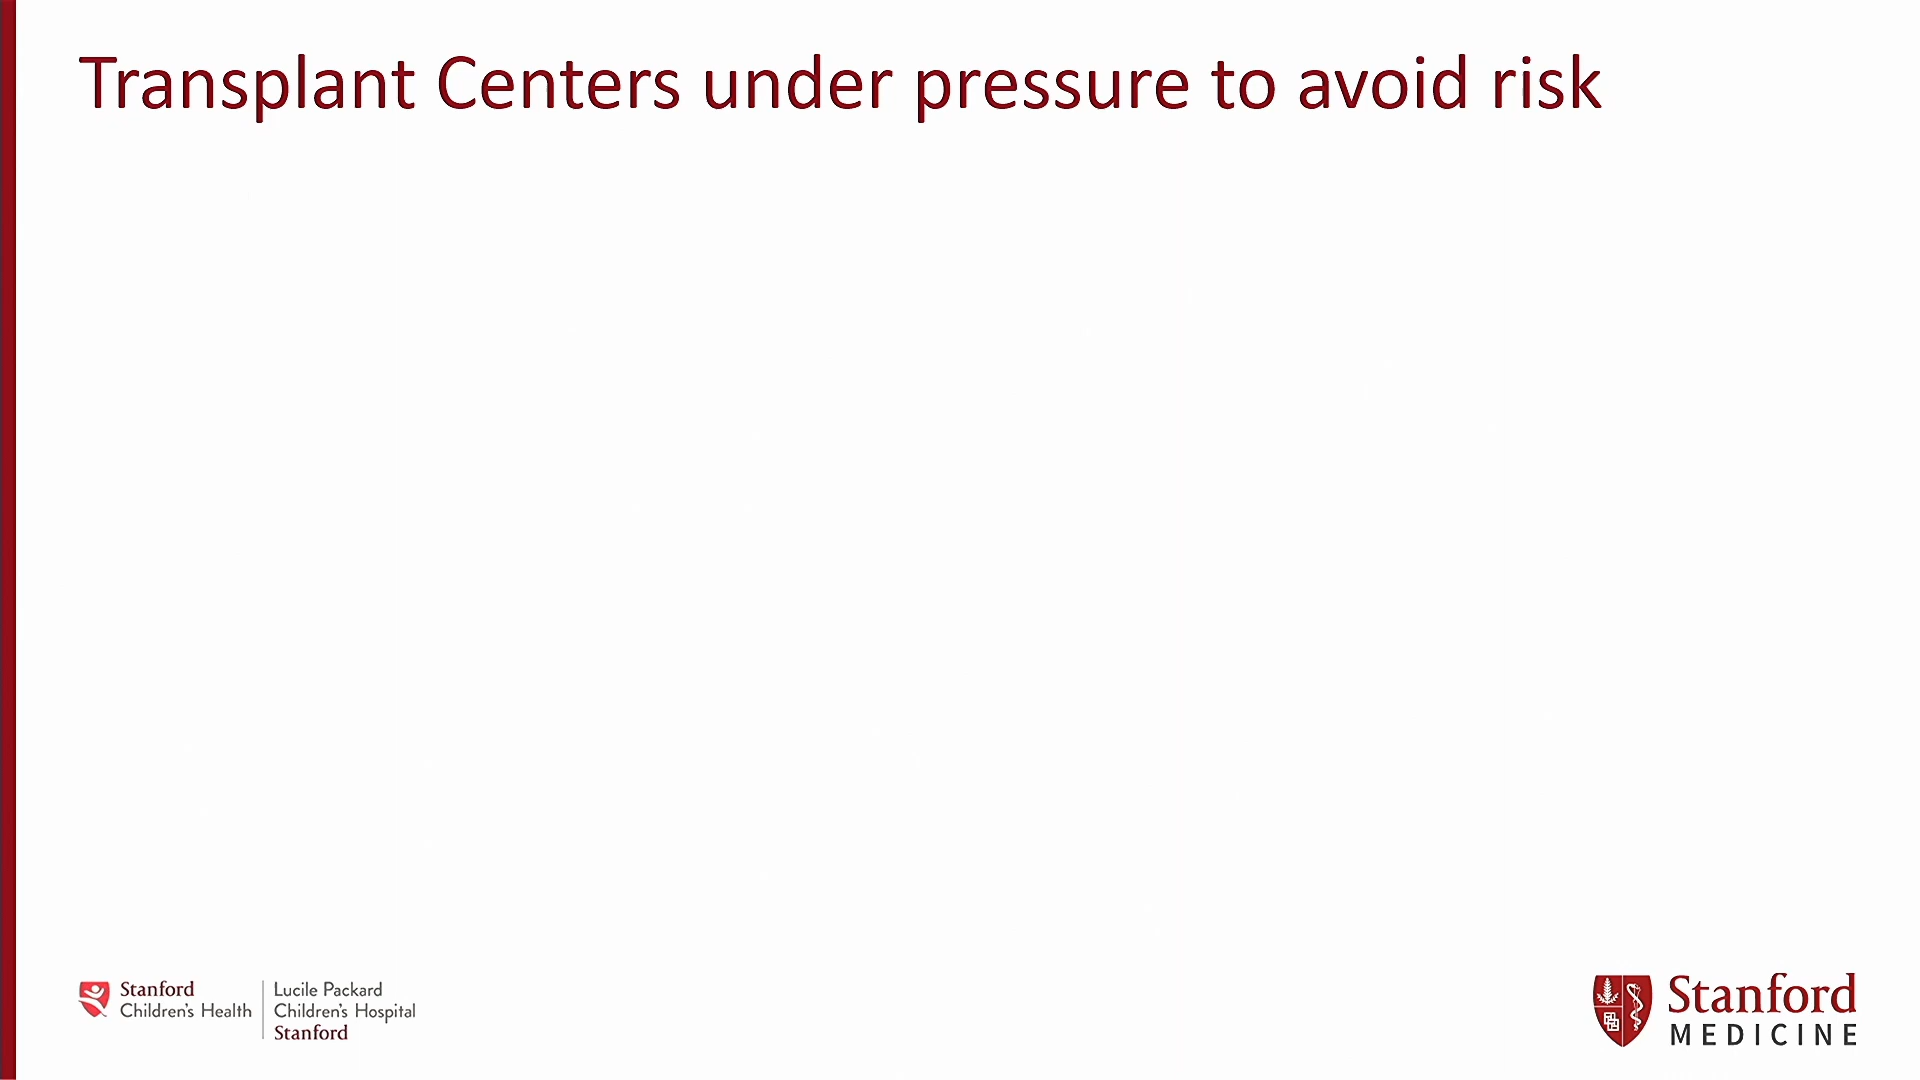 Transplant Centers under pressure to avoid risk
Stanford
Children's Health
Lucile Packard
Children's Hospital
Stanford
Stanford
MEDICINE